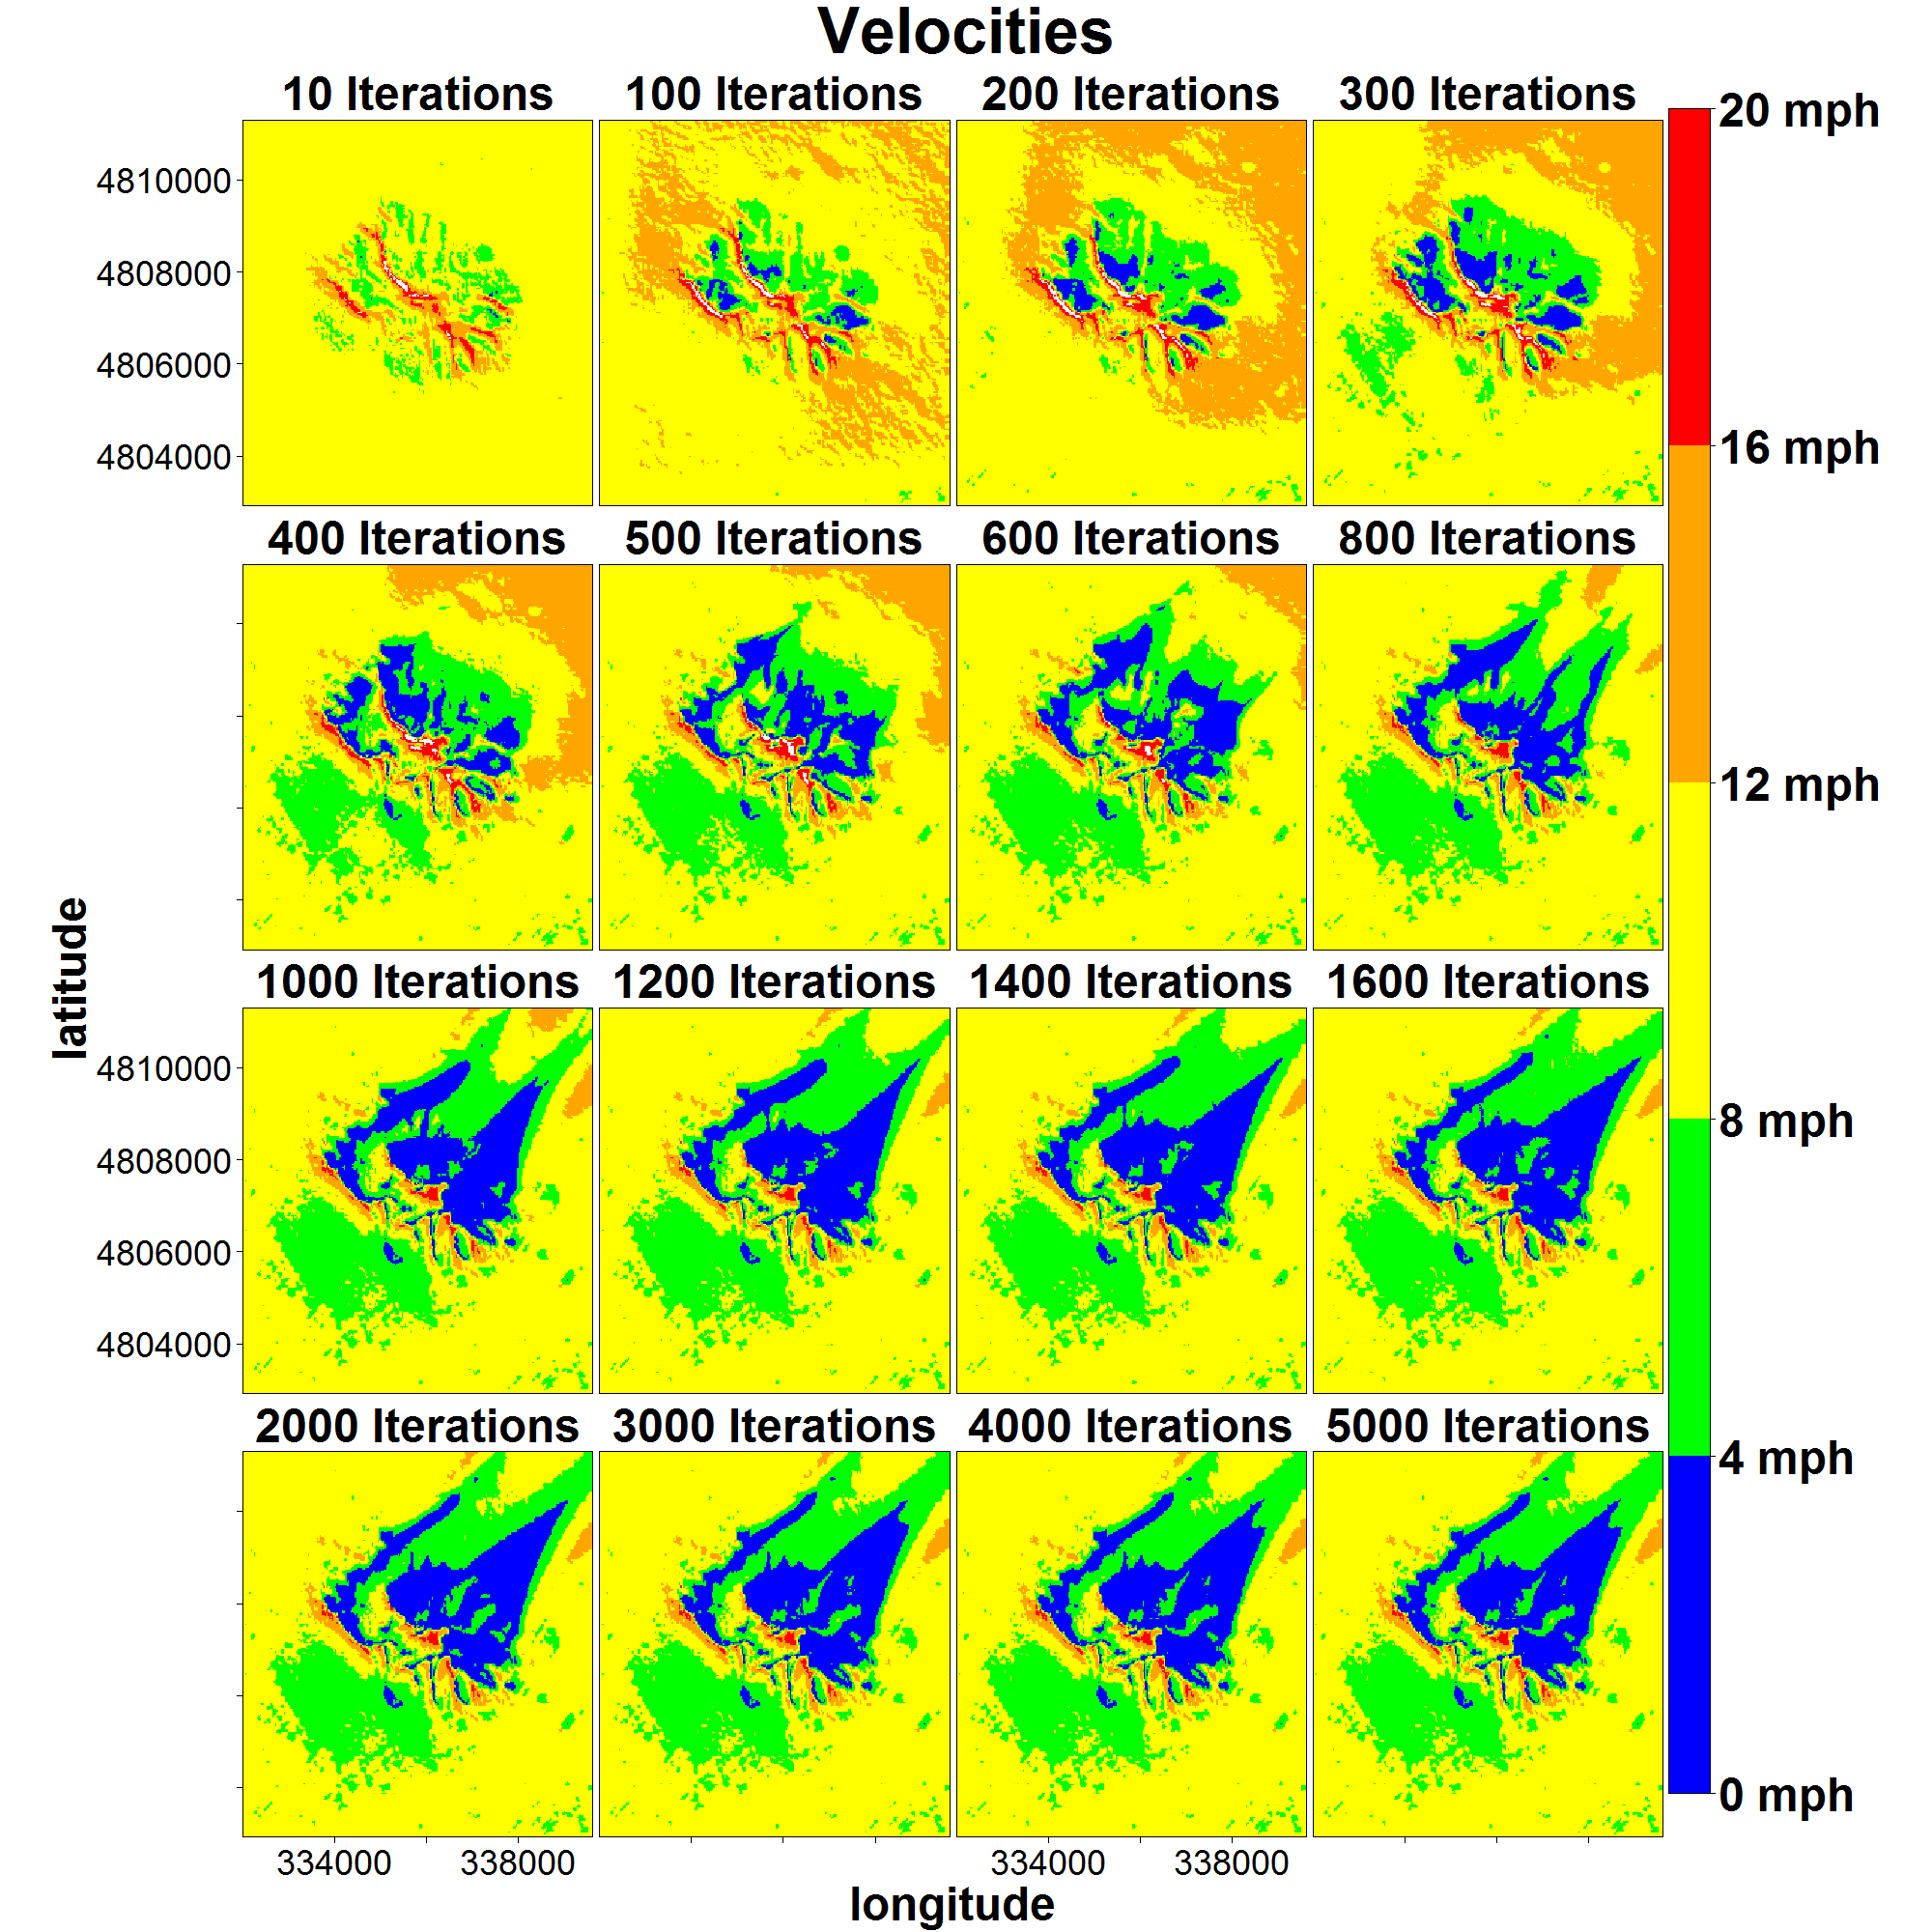 Velocities
10 Iterations
100 Iterations
200 Iterations
300 Iterations
4810000
4808000
4806000
4804000
400 Iterations
500 Iterations
600 Iterations
800 Iterations
1000 Iterations
1200 Iterations
1400 Iterations
1600 Iterations
4810000
4808000
4806000
4804000
2000 Iterations
3000 Iterations
4000 Iterations
5000 Iterations
334000
338000
334000
338000
longitude
latitude
20 mph
16 mph
12 mph
8 mph
4 mph
0 mph